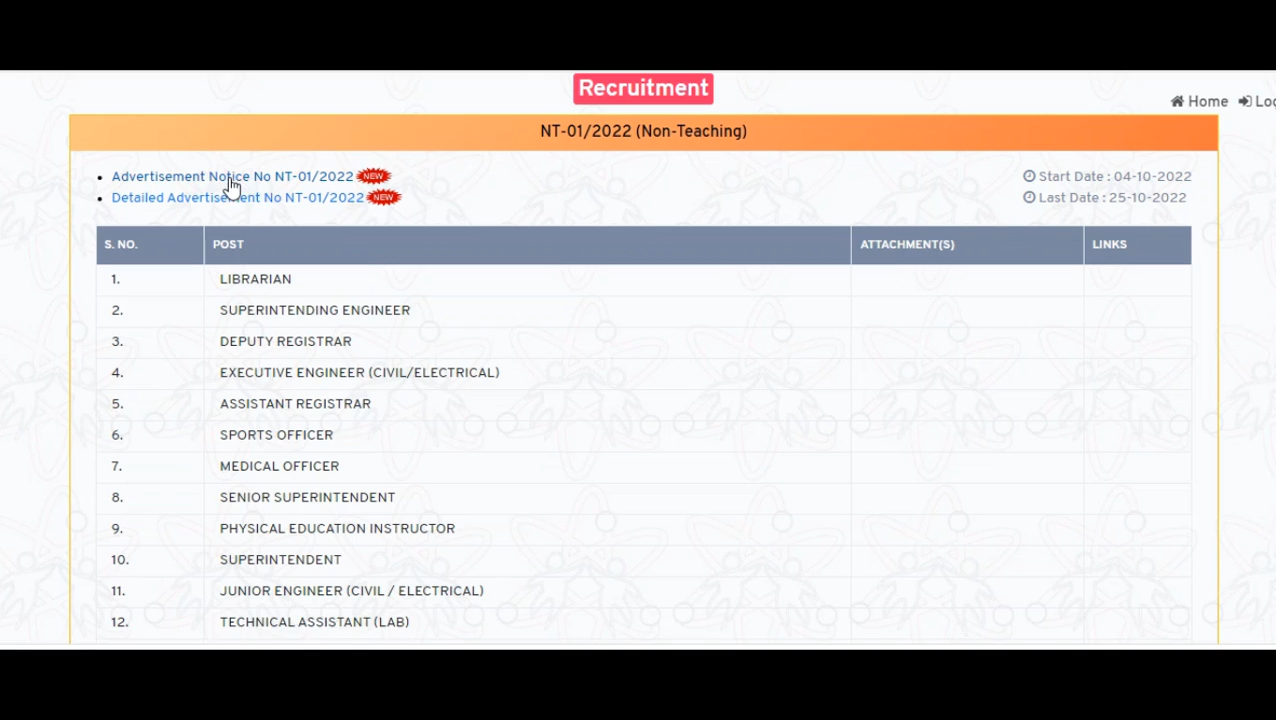 Recruitment
Home
NT-01/2022 (Non-Teaching)
Advertisement Notice No NT-01/2022 NEW
Start Date : 04-10-2022
Detailed Advertisement No NT-01/2022 NEW
Last Date : 25-10-2022
S. NO. POST ATTACHMENT(S) LINKS
1. LIBRARIAN
2. SUPERINTENDING ENGINEER
3. DEPUTY REGISTRAR
4. EXECUTIVE ENGINEER (CIVIL/ELECTRICAL)
5. ASSISTANT REGISTRAR
6. SPORTS OFFICER
7. MEDICAL OFFICER
8. SENIOR SUPERINTENDENT
9. PHYSICAL EDUCATION INSTRUCTOR
10. SUPERINTENDENT
11. JUNIOR ENGINEER (CIVIL / ELECTRICAL)
12. TECHNICAL ASSISTANT (LAB)